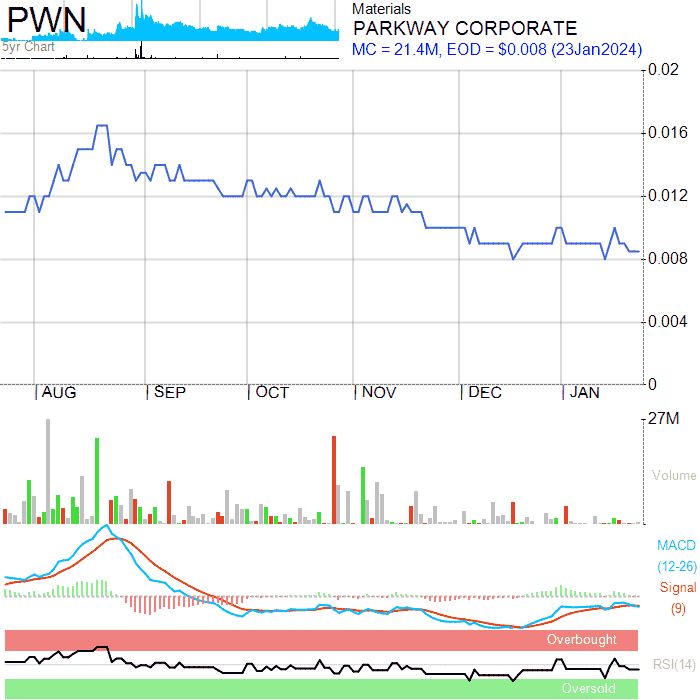 PWN
5yr Chart
Materials
PARKWAY CORPORATE
MC = 21.4M, EOD = $0.008 (23Jan2024)
0.02
0.016
0.012
0.008
0.004
0
AUG SEP OCT NOV DEC JAN
27M
Volume
MACD
(12-26)
Signal
(9)
Overbought
RSI(14)
Oversold